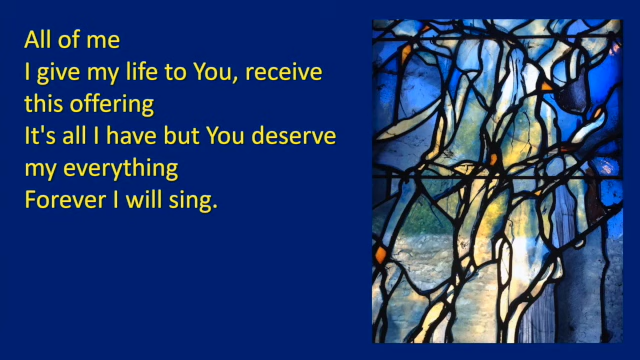 All of me
I give my life to You, receive
this offering
It's all I have but You deserve
my everything
Forever I will sing.